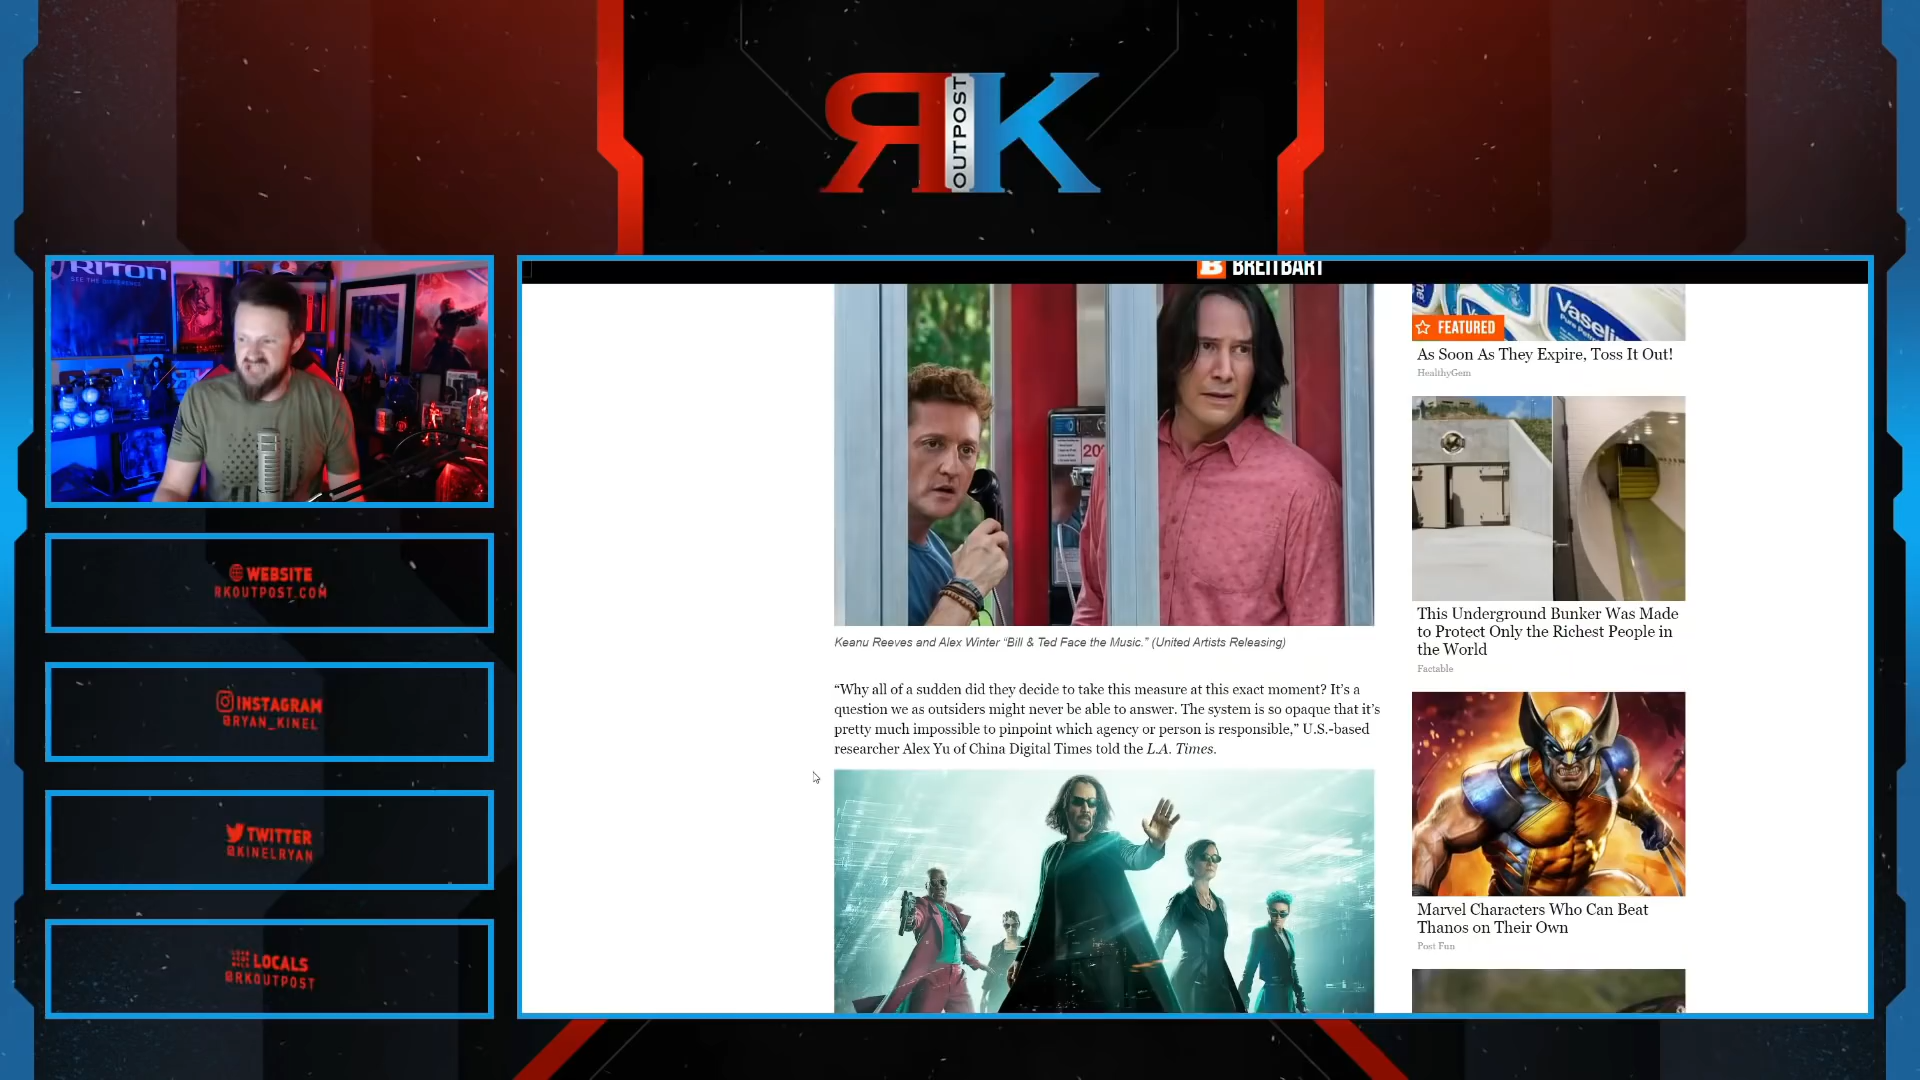 RK
OUTPOST
RITON
SEE THE DIFFERENCE
WEBSITE
RKOUTPOST.COM
INSTAGRAM
@RYAN_KINEL
TWITTER
@KINELRYAN
LOCALS
@RKOUTPOST
B BREITBART
20
Keanu Reeves and Alex Winter “Bill & Ted Face the Music.” (United Artists Releasing)
“Why all of a sudden did they decide to take this measure at this exact moment? It’s a
question we as outsiders might never be able to answer. The system is so opaque that it’s
pretty much impossible to pinpoint which agency or person is responsible,” U.S.-based
researcher Alex Yu of China Digital Times told the L.A. Times.
Vaseline
FEATURED
As Soon As They Expire, Toss It Out!
HealthyGem
This Underground Bunker Was Made
to Protect Only the Richest People in
the World
Factable
Marvel Characters Who Can Beat
Thanos on Their Own
Post Fun